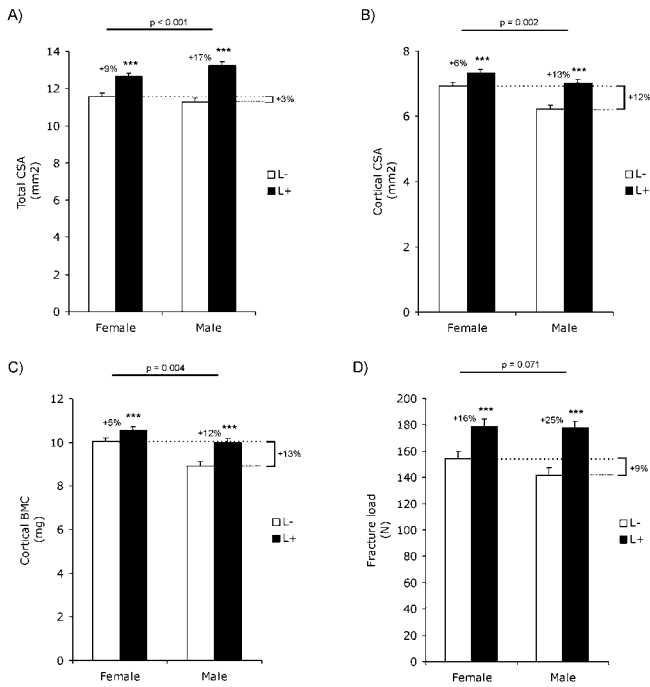 A)
p < 0.001
Total CSA
(mm2)
14
12
10
8
6
4
2
0
+9%
***
+17%
***
+3%
L-
L+
Female
Male
B)
p = 0.002
Cortical CSA
(mm2)
8
6
4
2
0
+6%
***
+13%
***
+12%
L-
L+
Female
Male
C)
p = 0.004
Cortical BMC
(mg)
12
10
8
6
4
2
0
+5%
***
+12%
***
+13%
L-
L+
Female
Male
D)
p = 0.071
Fracture load
(N)
200
180
160
140
120
100
80
60
40
20
0
+16%
***
+25%
***
+9%
L-
L+
Female
Male